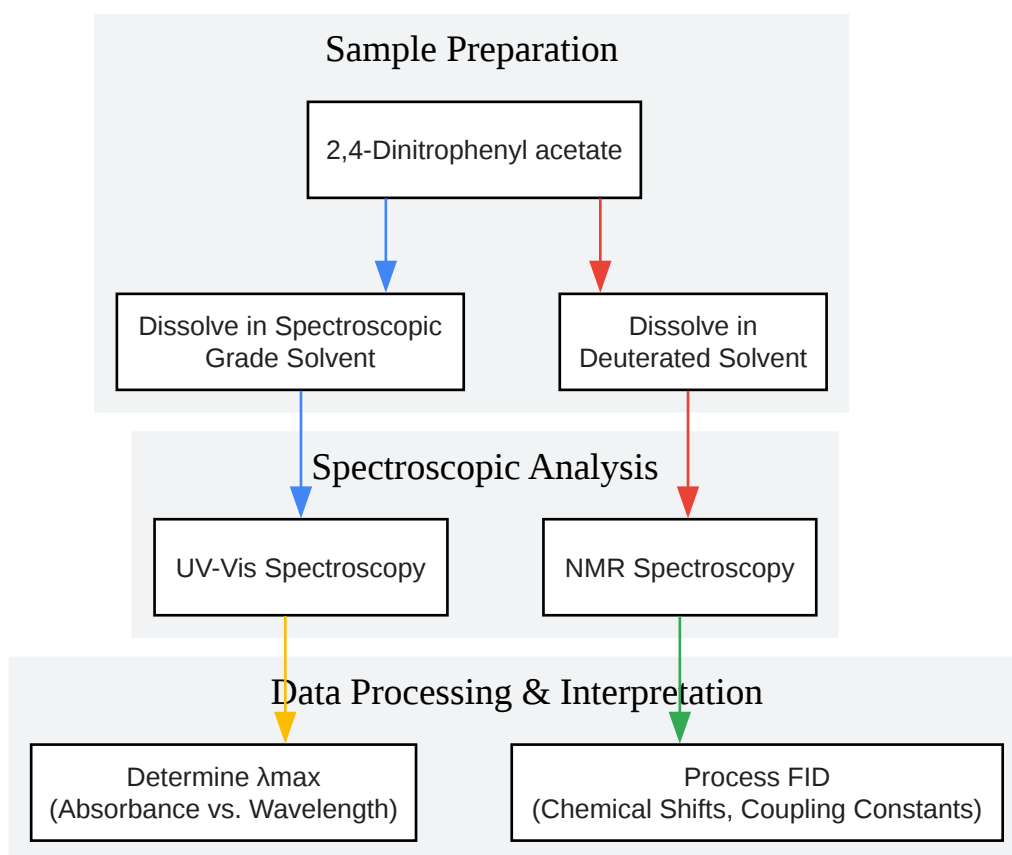 Sample Preparation
2,4-Dinitrophenyl acetate
Dissolve in Spectroscopic
Grade Solvent
Dissolve in
Deuterated Solvent
Spectroscopic Analysis
UV-Vis Spectroscopy
NMR Spectroscopy
Data Processing & Interpretation
Determine λmax
(Absorbance vs. Wavelength)
Process FID
(Chemical Shifts, Coupling Constants)